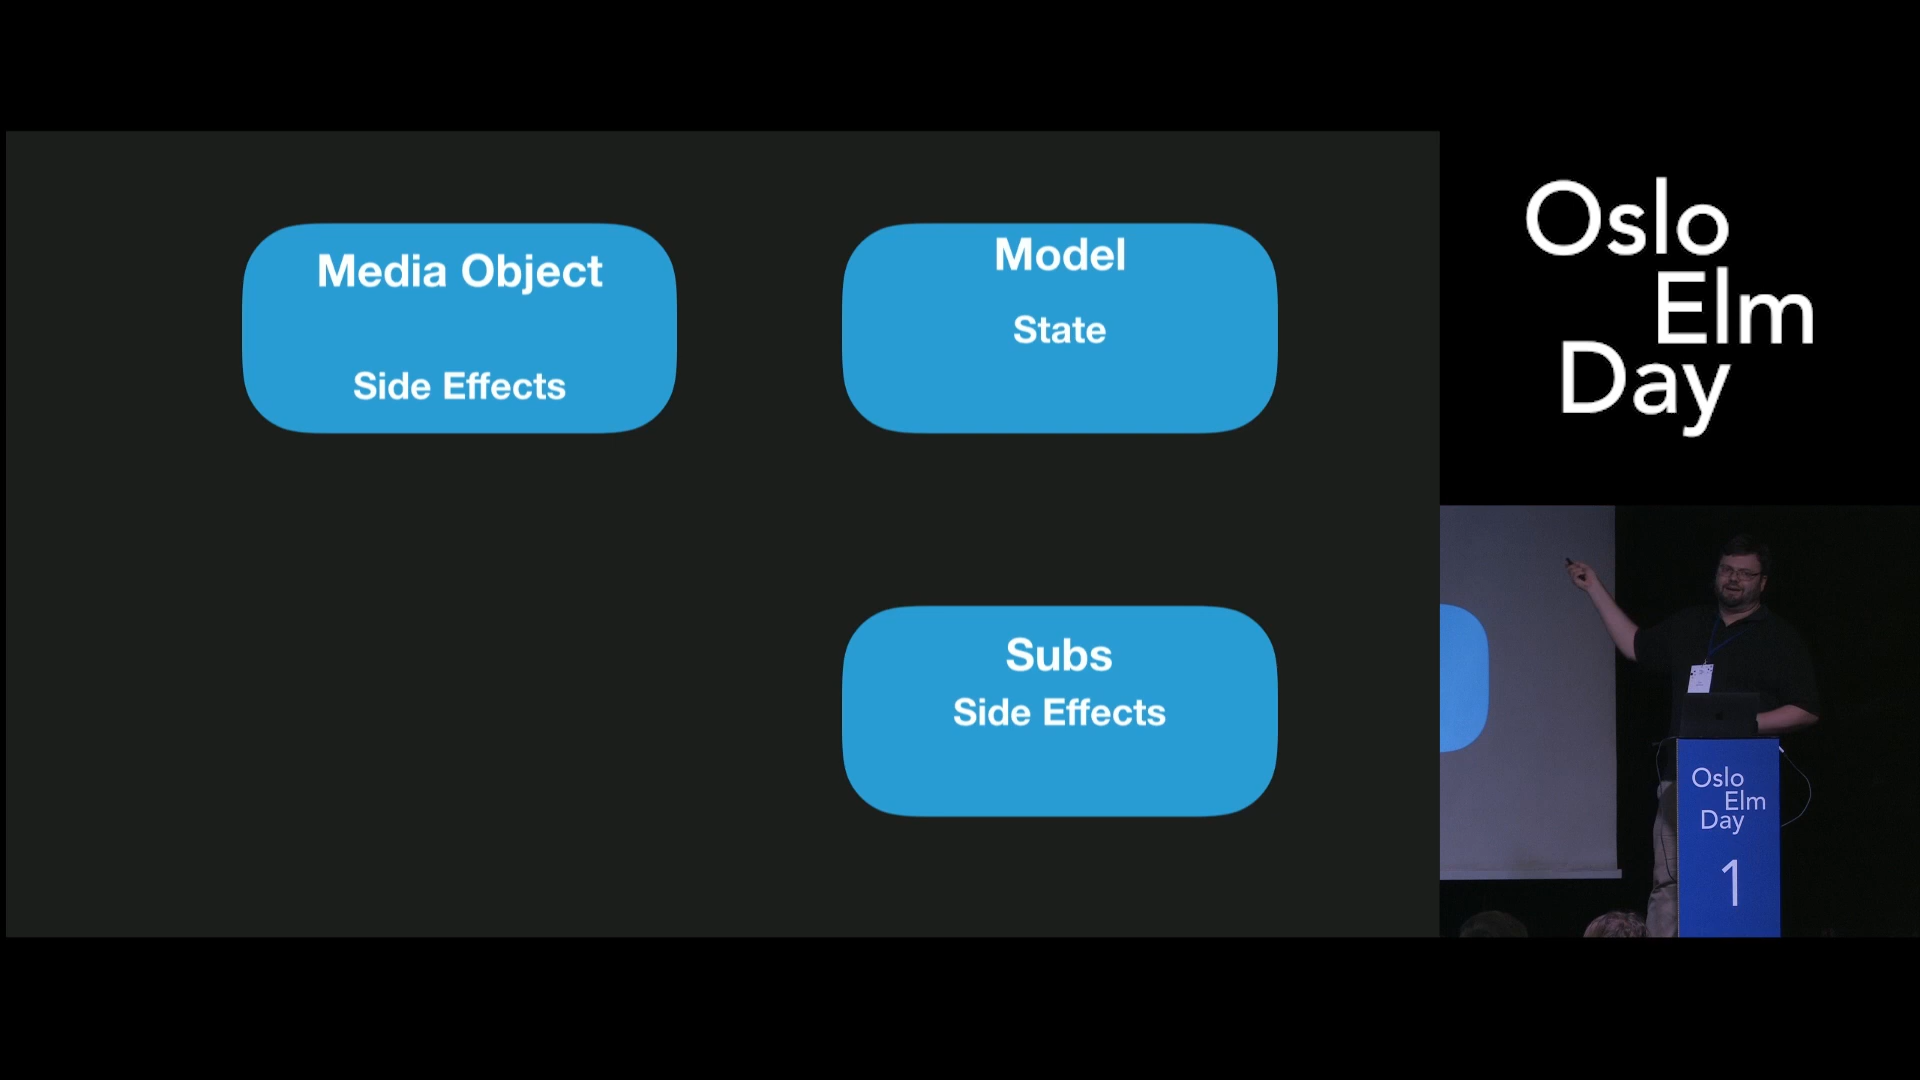 Media Object
Side Effects
Model
State
Subs
Side Effects
Oslo
Elm
Day
Oslo
Elm
Day
1